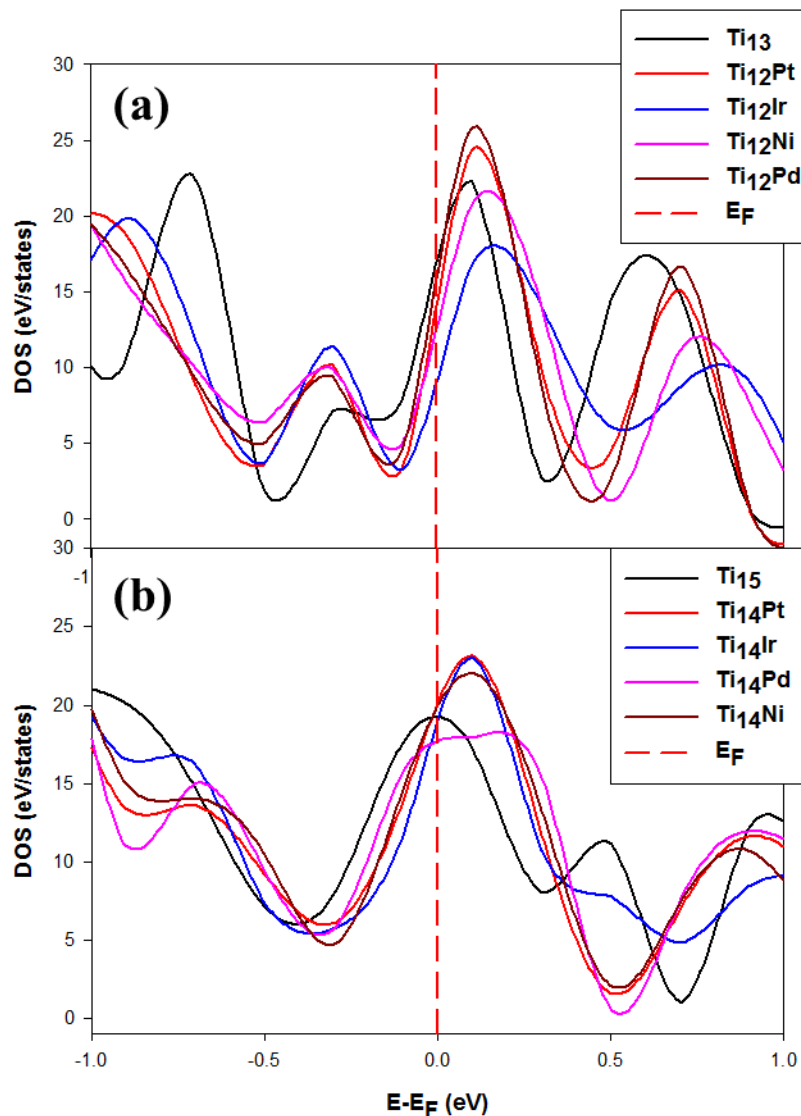 Ti13
Ti12Pt
Ti12Ir
Ti12Ni
Ti12Pd
EF
(a)
30
25
20
15
10
5
0
DOS (eV/states)
-1
Ti15
Ti14Pt
Ti14Ir
Ti14Pd
Ti14Ni
EF
(b)
30
25
20
15
10
5
0
DOS (eV/states)
-1.0 -0.5 0.0 0.5 1.0
E-EF (eV)